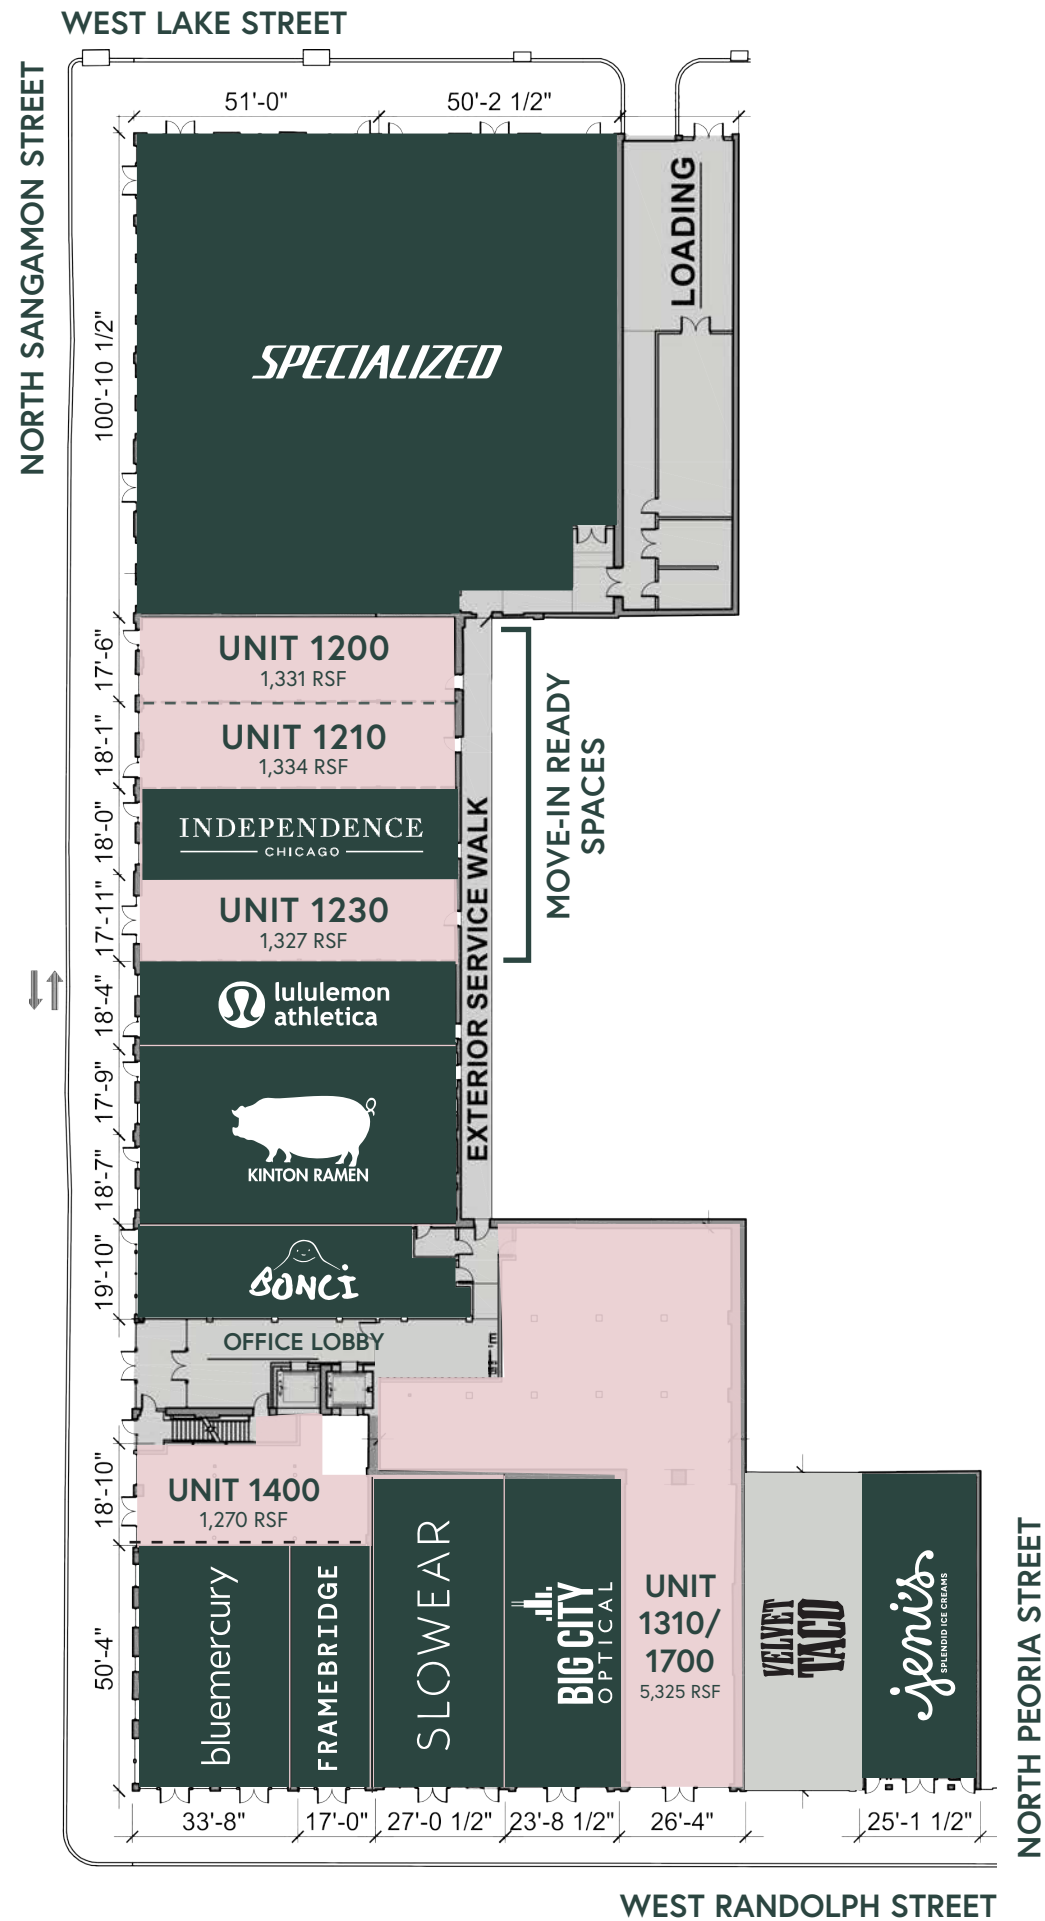 WEST LAKE STREET
NORTH SANGAMON STREET
51'-0"
50'-2 1/2"
LOADING
100'-10 1/2"
SPECIALIZED
17'-6"
UNIT 1200
1,331 RSF
18'-1"
UNIT 1210
1,334 RSF
MOVE-IN READY
SPACES
18'-0"
INDEPENDENCE
CHICAGO
17'-11"
UNIT 1230
1,327 RSF
EXTERIOR SERVICE WALK
18'-4"
lululemon
athletica
17'-9"
18'-7"
KINTON RAMEN
19'-10"
BONCI
OFFICE LOBBY
18'-10"
UNIT 1400
1,270 RSF
50'-4"
bluemercury
FRAMEBRIDGE
SLOWEAR
BIG CITY
OPTICAL
UNIT
1310/
1700
5,325 RSF
VELVET
TACO
jeni's
SPLENDID ICE CREAMS
NORTH PEORIA STREET
33'-8"
17'-0"
27'-0 1/2"
23'-8 1/2"
26'-4"
25'-1 1/2"
WEST RANDOLPH STREET